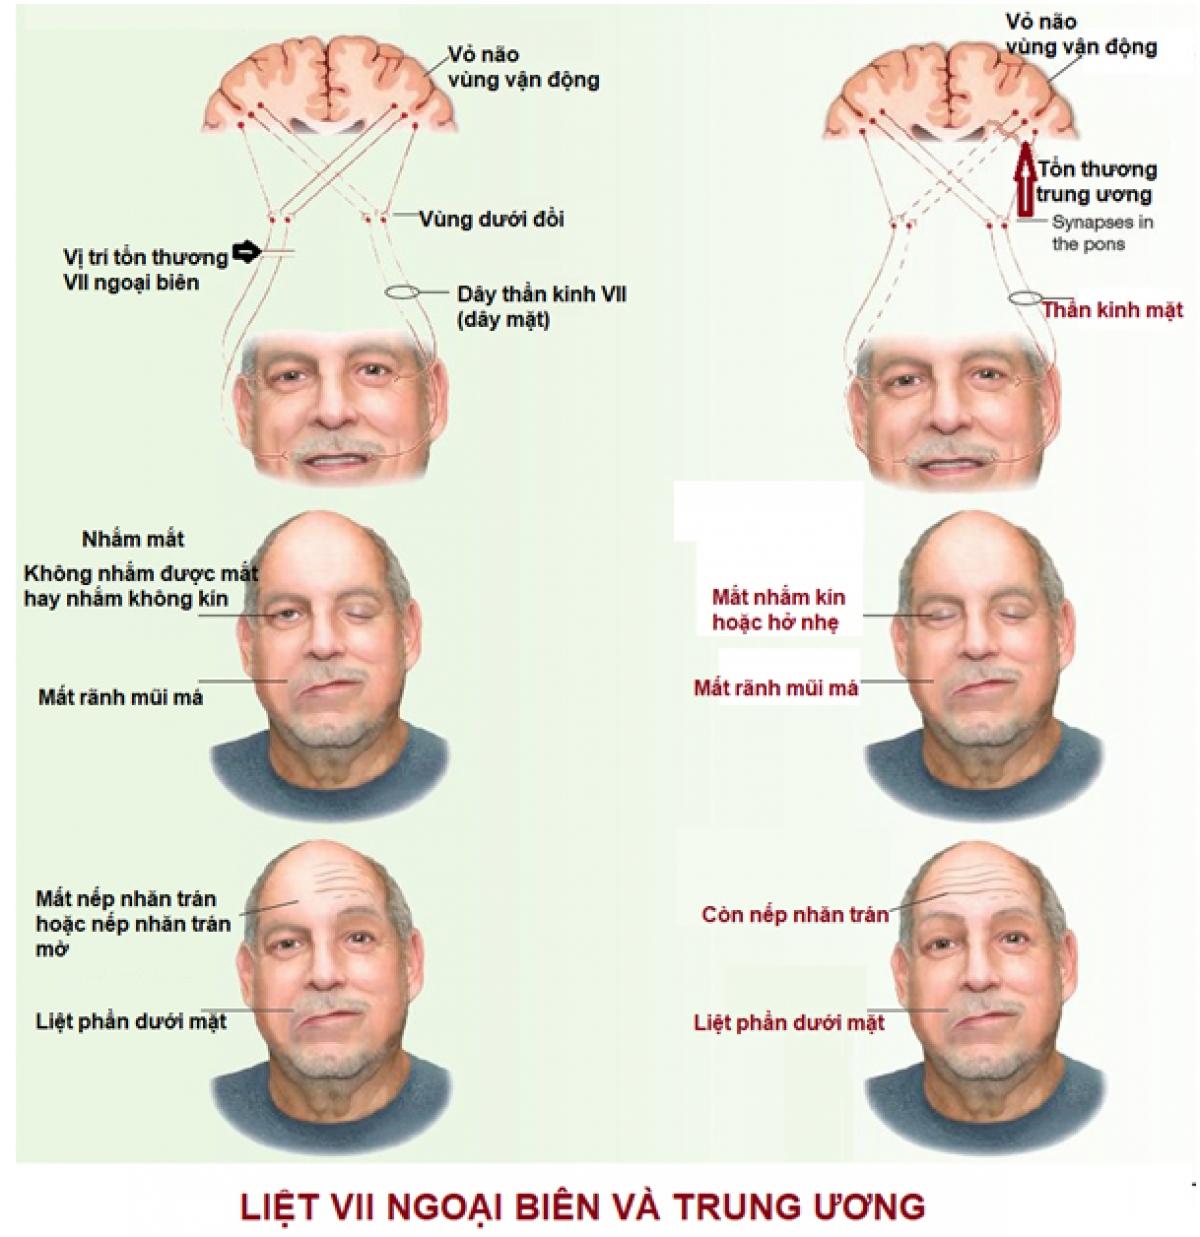 Vỏ não
vùng vận động
Vùng dưới đồi
Vị trí tổn thương
VII ngoại biên
Dây thần kinh VII
(dây mặt)
Nhắm mắt
Không nhắm được mắt
hay nhắm không kín
Mất rãnh mũi má
Mất nếp nhăn trán
hoặc nếp nhăn trán
mờ
Liệt phần dưới mặt
Vỏ não
vùng vận động
Tổn thương
trung ương
Synapses in
the pons
Thần kinh mặt
Mắt nhắm kín
hoặc hở nhẹ
Mất rãnh mũi má
Còn nếp nhăn trán
Liệt phần dưới mặt
LIỆT VII NGOẠI BIÊN VÀ TRUNG ƯƠNG